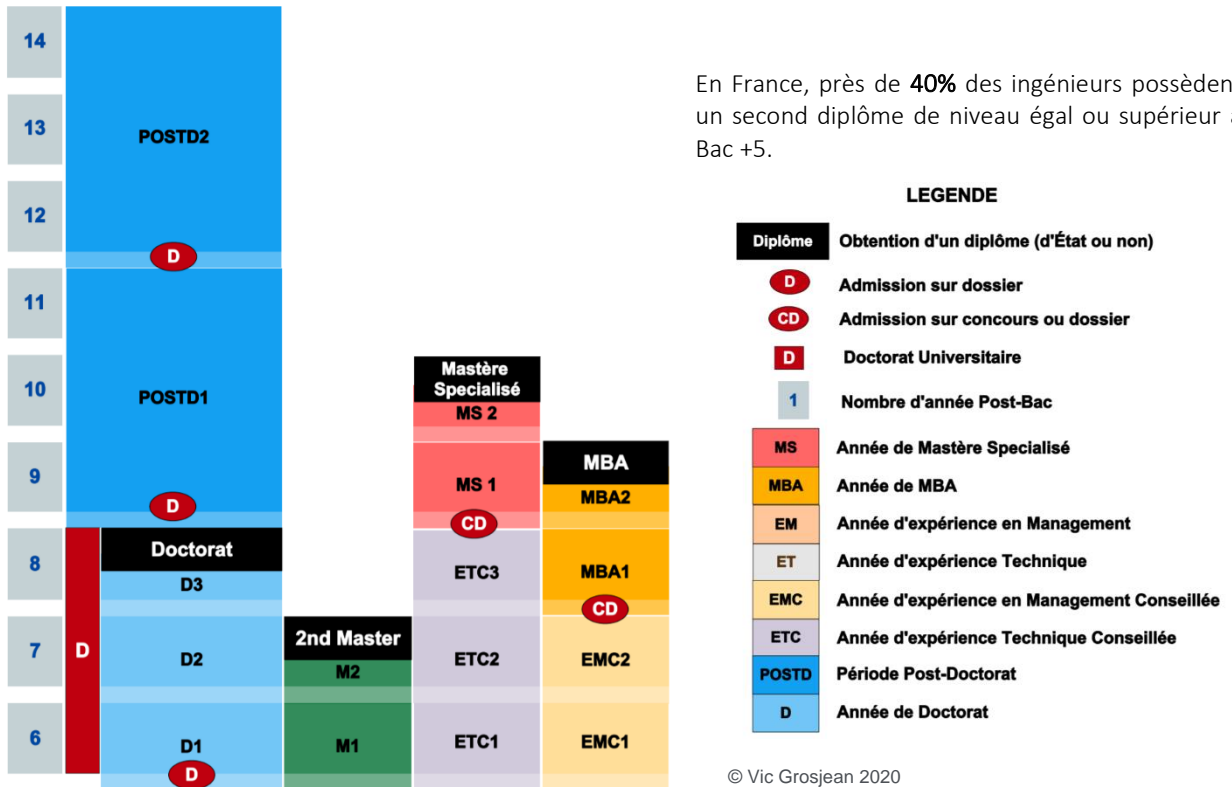 14
13
POSTD2
12
D
11
10
POSTD1
9
D
Doctorat
8
D3
7
D
D2
6
D1
D
2nd Master
M2
M1
Mastère
Specialisé
MS 2
MS 1
CD
ETC3
ETC2
ETC1
MBA
MBA2
MBA1
CD
EMC2
EMC1
En France, près de 40% des ingénieurs possèden
un second diplôme de niveau égal ou supérieur
Bac +5.
LEGENDE
Diplôme Obtention d'un diplôme (d'État ou non)
D Admission sur dossier
CD Admission sur concours ou dossier
D Doctorat Universitaire
1 Nombre d'année Post-Bac
MS Année de Mastère Specialisé
MBA Année de MBA
EM Année d'expérience en Management
ET Année d'expérience Technique
EMC Année d'expérience en Management Conseillée
ETC Année d'expérience Technique Conseillée
POSTD Période Post-Doctorat
D Année de Doctorat
© Vic Grosjean 2020